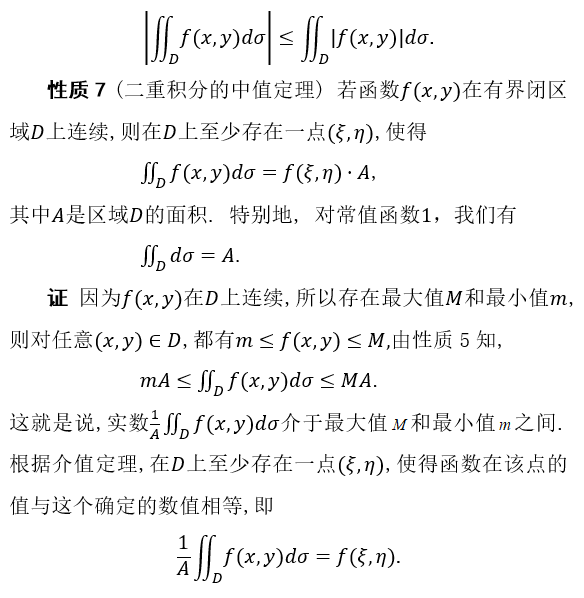 |∬_D f(x,y)dσ| ≤ ∬_D |f(x,y)|dσ.
性质 7 (二重积分的中值定理) 若函数f(x,y)在有界闭区
域D上连续,则在D上至少存在一点(ξ,η),使得
∬_D f(x,y)dσ = f(ξ,η)·A,
其中A是区域D的面积. 特别地, 对常值函数1, 我们有
∬_D dσ = A.
证 因为f(x,y)在D上连续,所以存在最大值M和最小值m,
则对任意(x,y) ∈ D,都有m ≤ f(x,y) ≤ M,由性质 5 知,
mA ≤ ∬_D f(x,y)dσ ≤ MA.
这就是说,实数1/A ∬_D f(x,y)dσ介于最大值M和最小值m之间.
根据介值定理,在D上至少存在一点(ξ,η),使得函数在该点的
值与这个确定的数值相等,即
1/A ∬_D f(x,y)dσ = f(ξ,η).